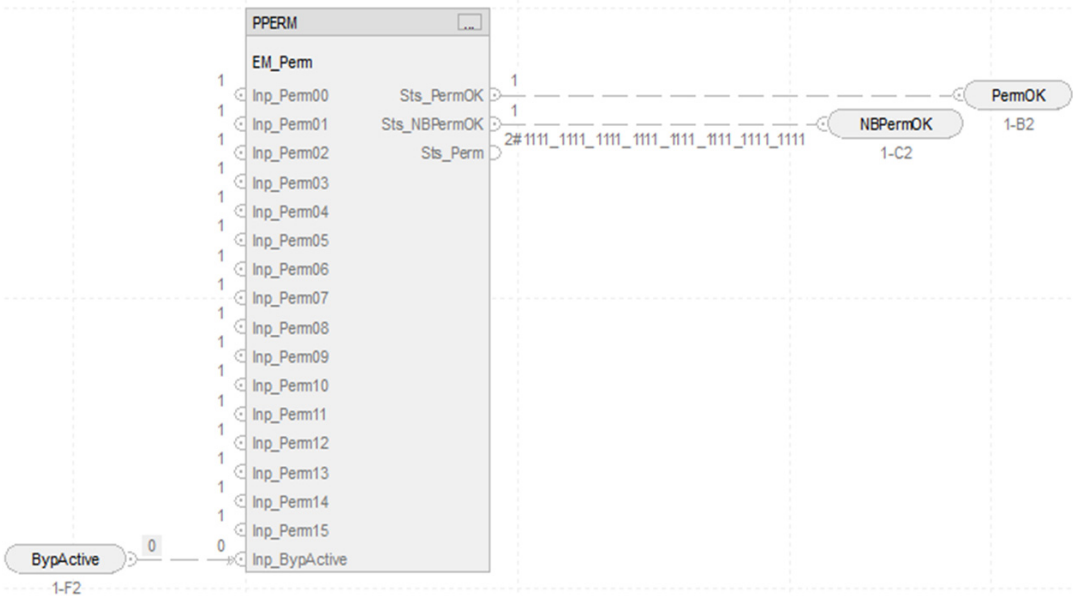 PPERM ...
EM_Perm
1 Inp_Perm00 Sts_PermOK 1 PermOK
1-B2
1 Inp_Perm01 Sts_NBPermOK 1 NBPermOK
1-C2
1 Inp_Perm02 Sts_Perm 2#1111_1111_1111_1111_1111_1111_1111_1111
1 Inp_Perm03
1 Inp_Perm04
1 Inp_Perm05
1 Inp_Perm06
1 Inp_Perm07
1 Inp_Perm08
1 Inp_Perm09
1 Inp_Perm10
1 Inp_Perm11
1 Inp_Perm12
1 Inp_Perm13
1 Inp_Perm14
1 Inp_Perm15
BypActive 0 0 Inp_BypActive
1-F2